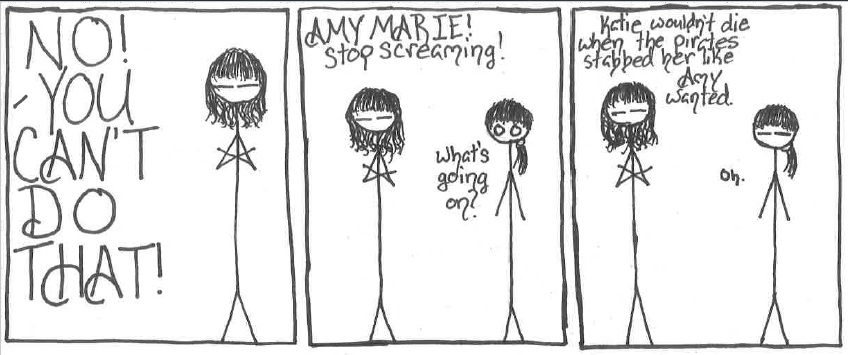 NO!
YOU
CAN'T
DO
THAT!
AMY MARIE!
Stop screaming!
What's
going
on?
Katie wouldn't die
when the pirates
stabbed her like
Amy
wanted.
Oh.